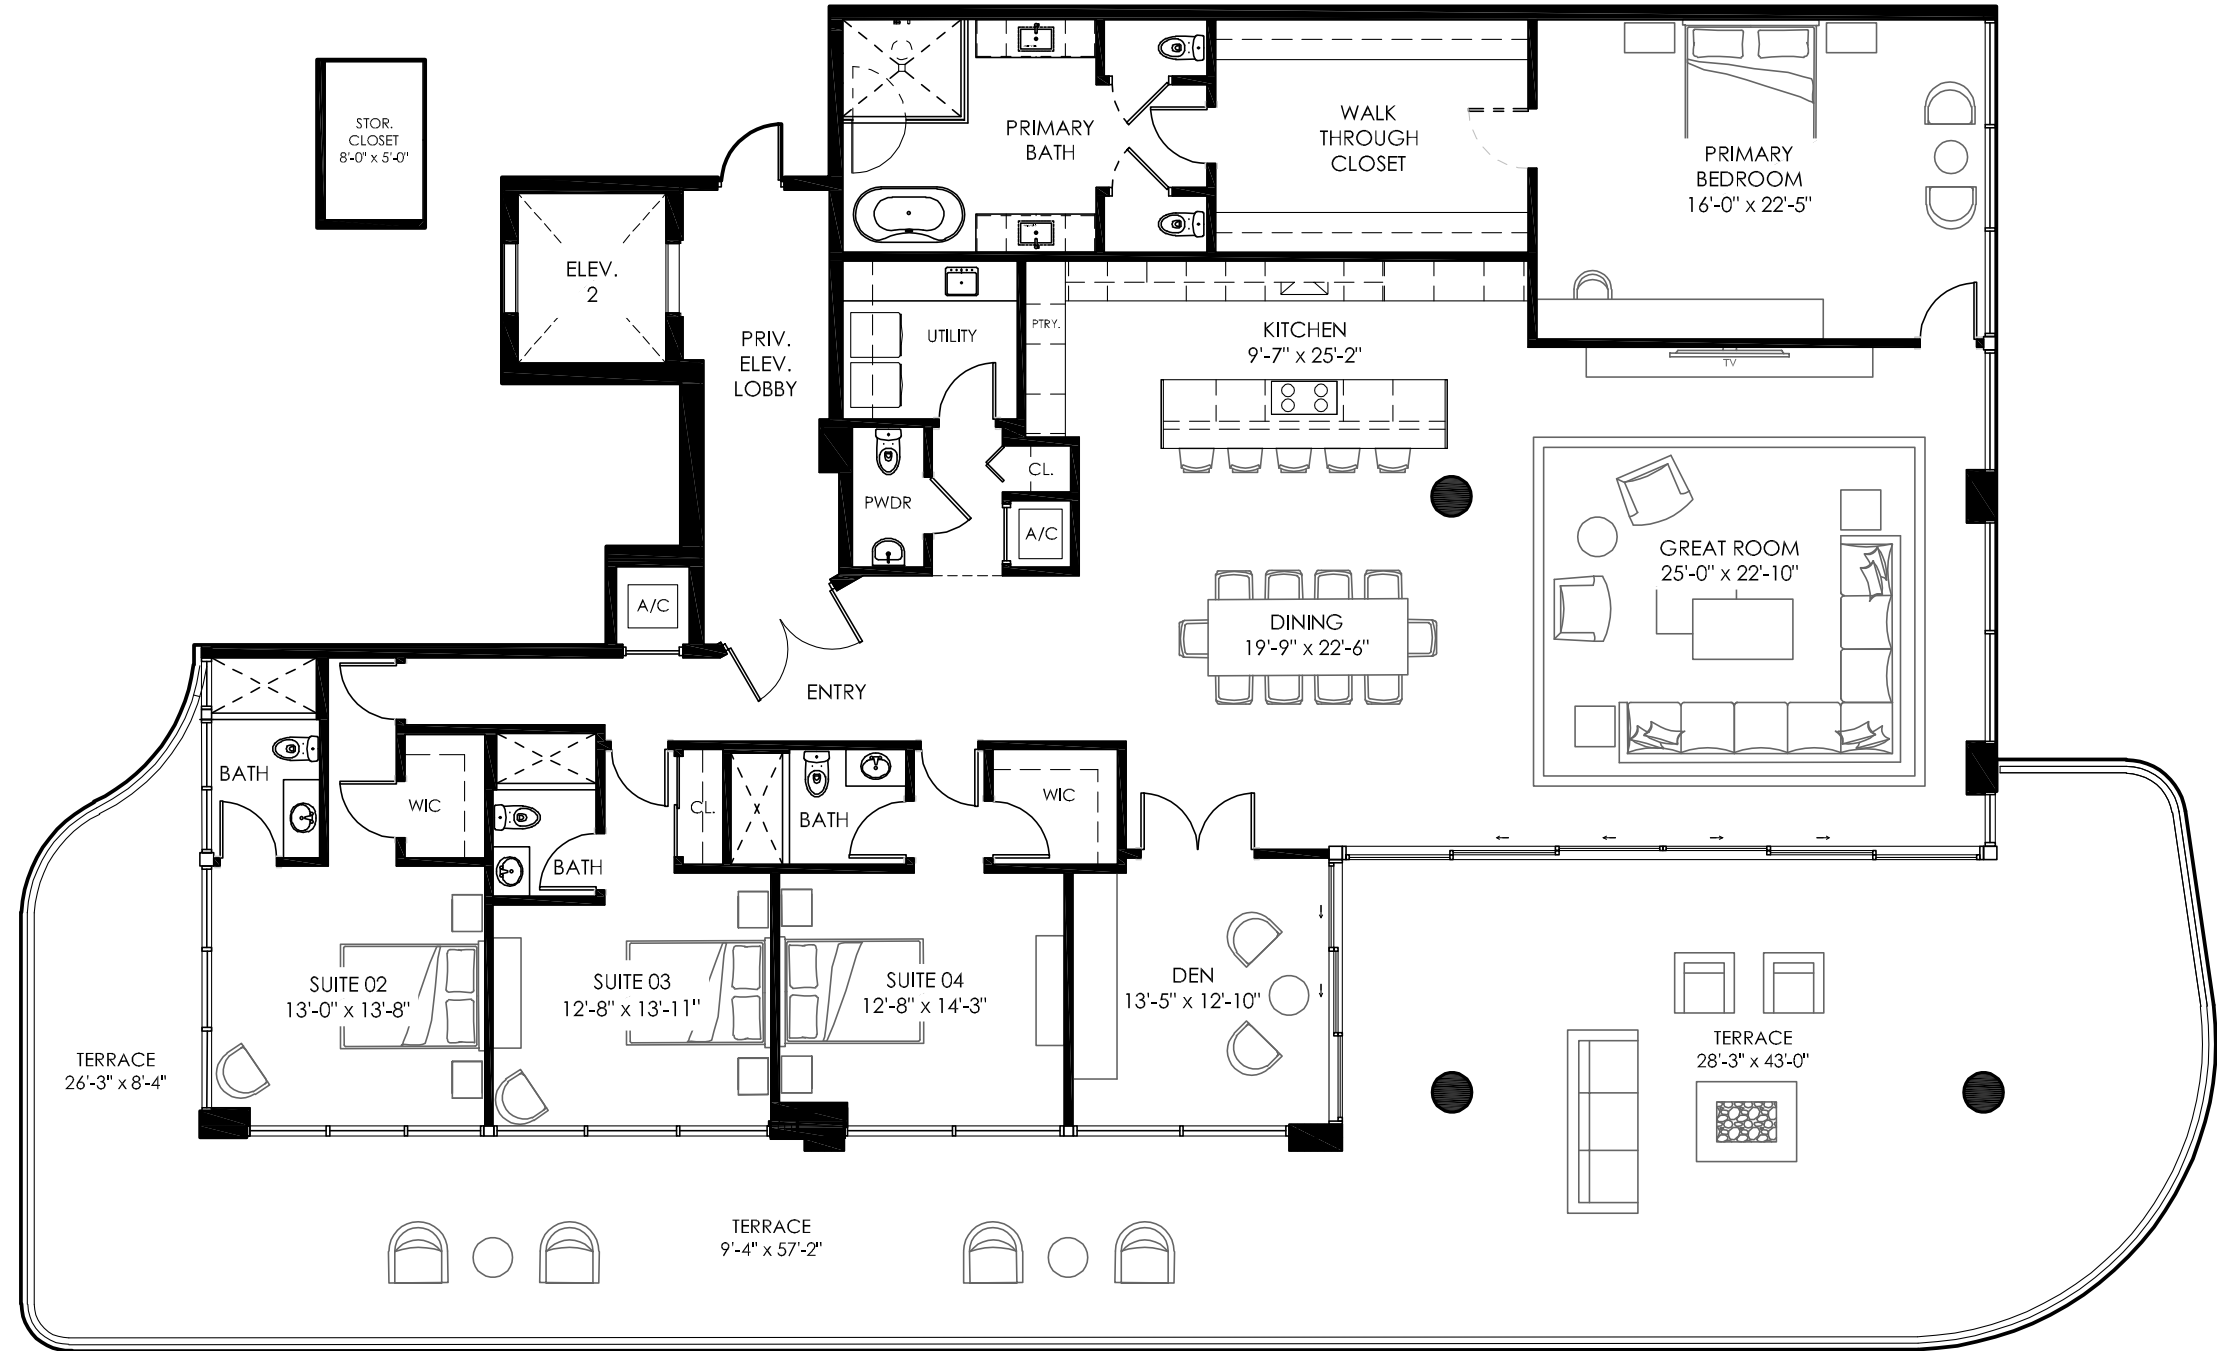 STOR.
CLOSET
8'-0" x 5'-0"
PRIMARY
BATH
WALK
THROUGH
CLOSET
PRIMARY
BEDROOM
16'-0" x 22'-5"
ELEV.
2
PRIV.
ELEV.
LOBBY
UTILITY
PTRY.
KITCHEN
9'-7" x 25'-2"
TV
CL.
PWDR
A/C
GREAT ROOM
25'-0" x 22'-10"
A/C
DINING
19'-9" x 22'-6"
ENTRY
BATH
WIC
CL.
BATH
WIC
BATH
SUITE 02
13'-0" x 13'-8"
SUITE 03
12'-8" x 13'-11"
SUITE 04
12'-8" x 14'-3"
DEN
13'-5" x 12'-10"
TERRACE
26'-3" x 8'-4"
TERRACE
28'-3" x 43'-0"
TERRACE
9'-4" x 57'-2"